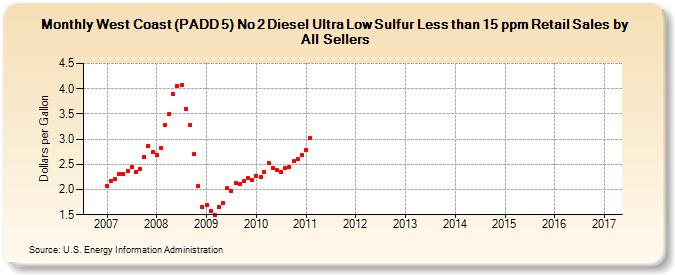 Monthly West Coast (PADD 5) No 2 Diesel Ultra Low Sulfur Less than 15 ppm Retail Sales by
All Sellers
Dollars per Gallon
4.5
4.0
3.5
3.0
2.5
2.0
1.5
2007 2008 2009 2010 2011 2012 2013 2014 2015 2016 2017
Source: U.S. Energy Information Administration